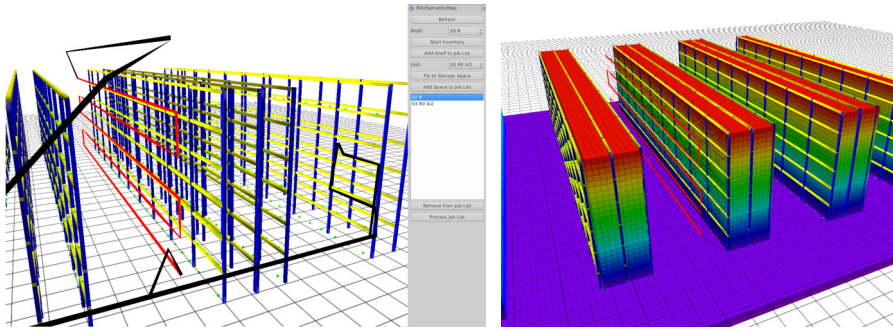 RVizSemanticMap
Refresh
Shelf: 03 R
Start Inventory
Add Shelf to Job List
Unit: 03 R0 4/2
Fly to Storage Space
Add Space to Job List
02 R
03 R0 4/2
Remove from Job List
Process Job List